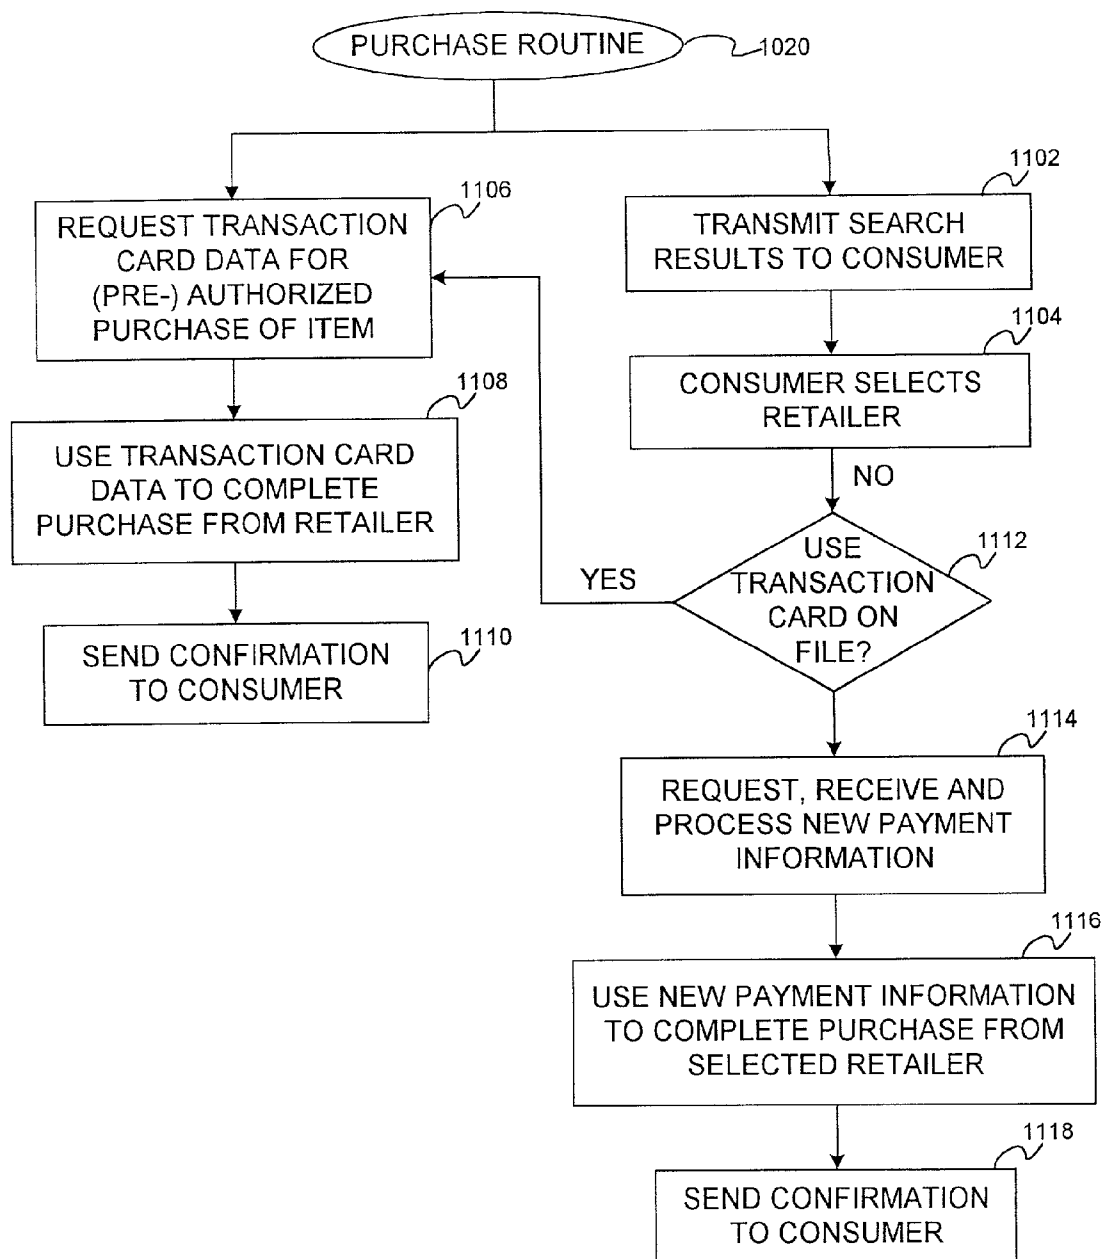 PURCHASE ROUTINE
1020
1106
REQUEST TRANSACTION
CARD DATA FOR
(PRE-) AUTHORIZED
PURCHASE OF ITEM
1108
USE TRANSACTION CARD
DATA TO COMPLETE
PURCHASE FROM RETAILER
1110
SEND CONFIRMATION
TO CONSUMER
1102
TRANSMIT SEARCH
RESULTS TO CONSUMER
1104
CONSUMER SELECTS
RETAILER
NO
1112
USE
TRANSACTION
CARD ON
FILE?
YES
1114
REQUEST, RECEIVE AND
PROCESS NEW PAYMENT
INFORMATION
1116
USE NEW PAYMENT INFORMATION
TO COMPLETE PURCHASE FROM
SELECTED RETAILER
1118
SEND CONFIRMATION
TO CONSUMER